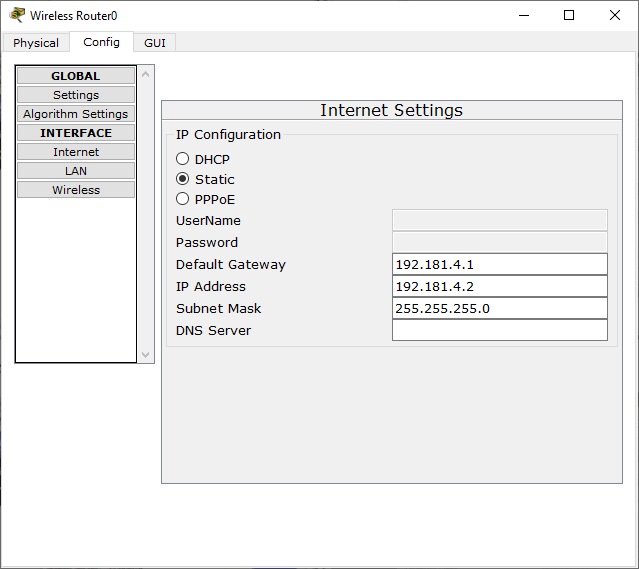 Wireless Router0
Physical Config GUI
GLOBAL
Settings
Algorithm Settings
INTERFACE
Internet
LAN
Wireless
Internet Settings
IP Configuration
DHCP
Static
PPPoE
UserName
Password
Default Gateway 192.181.4.1
IP Address 192.181.4.2
Subnet Mask 255.255.255.0
DNS Server